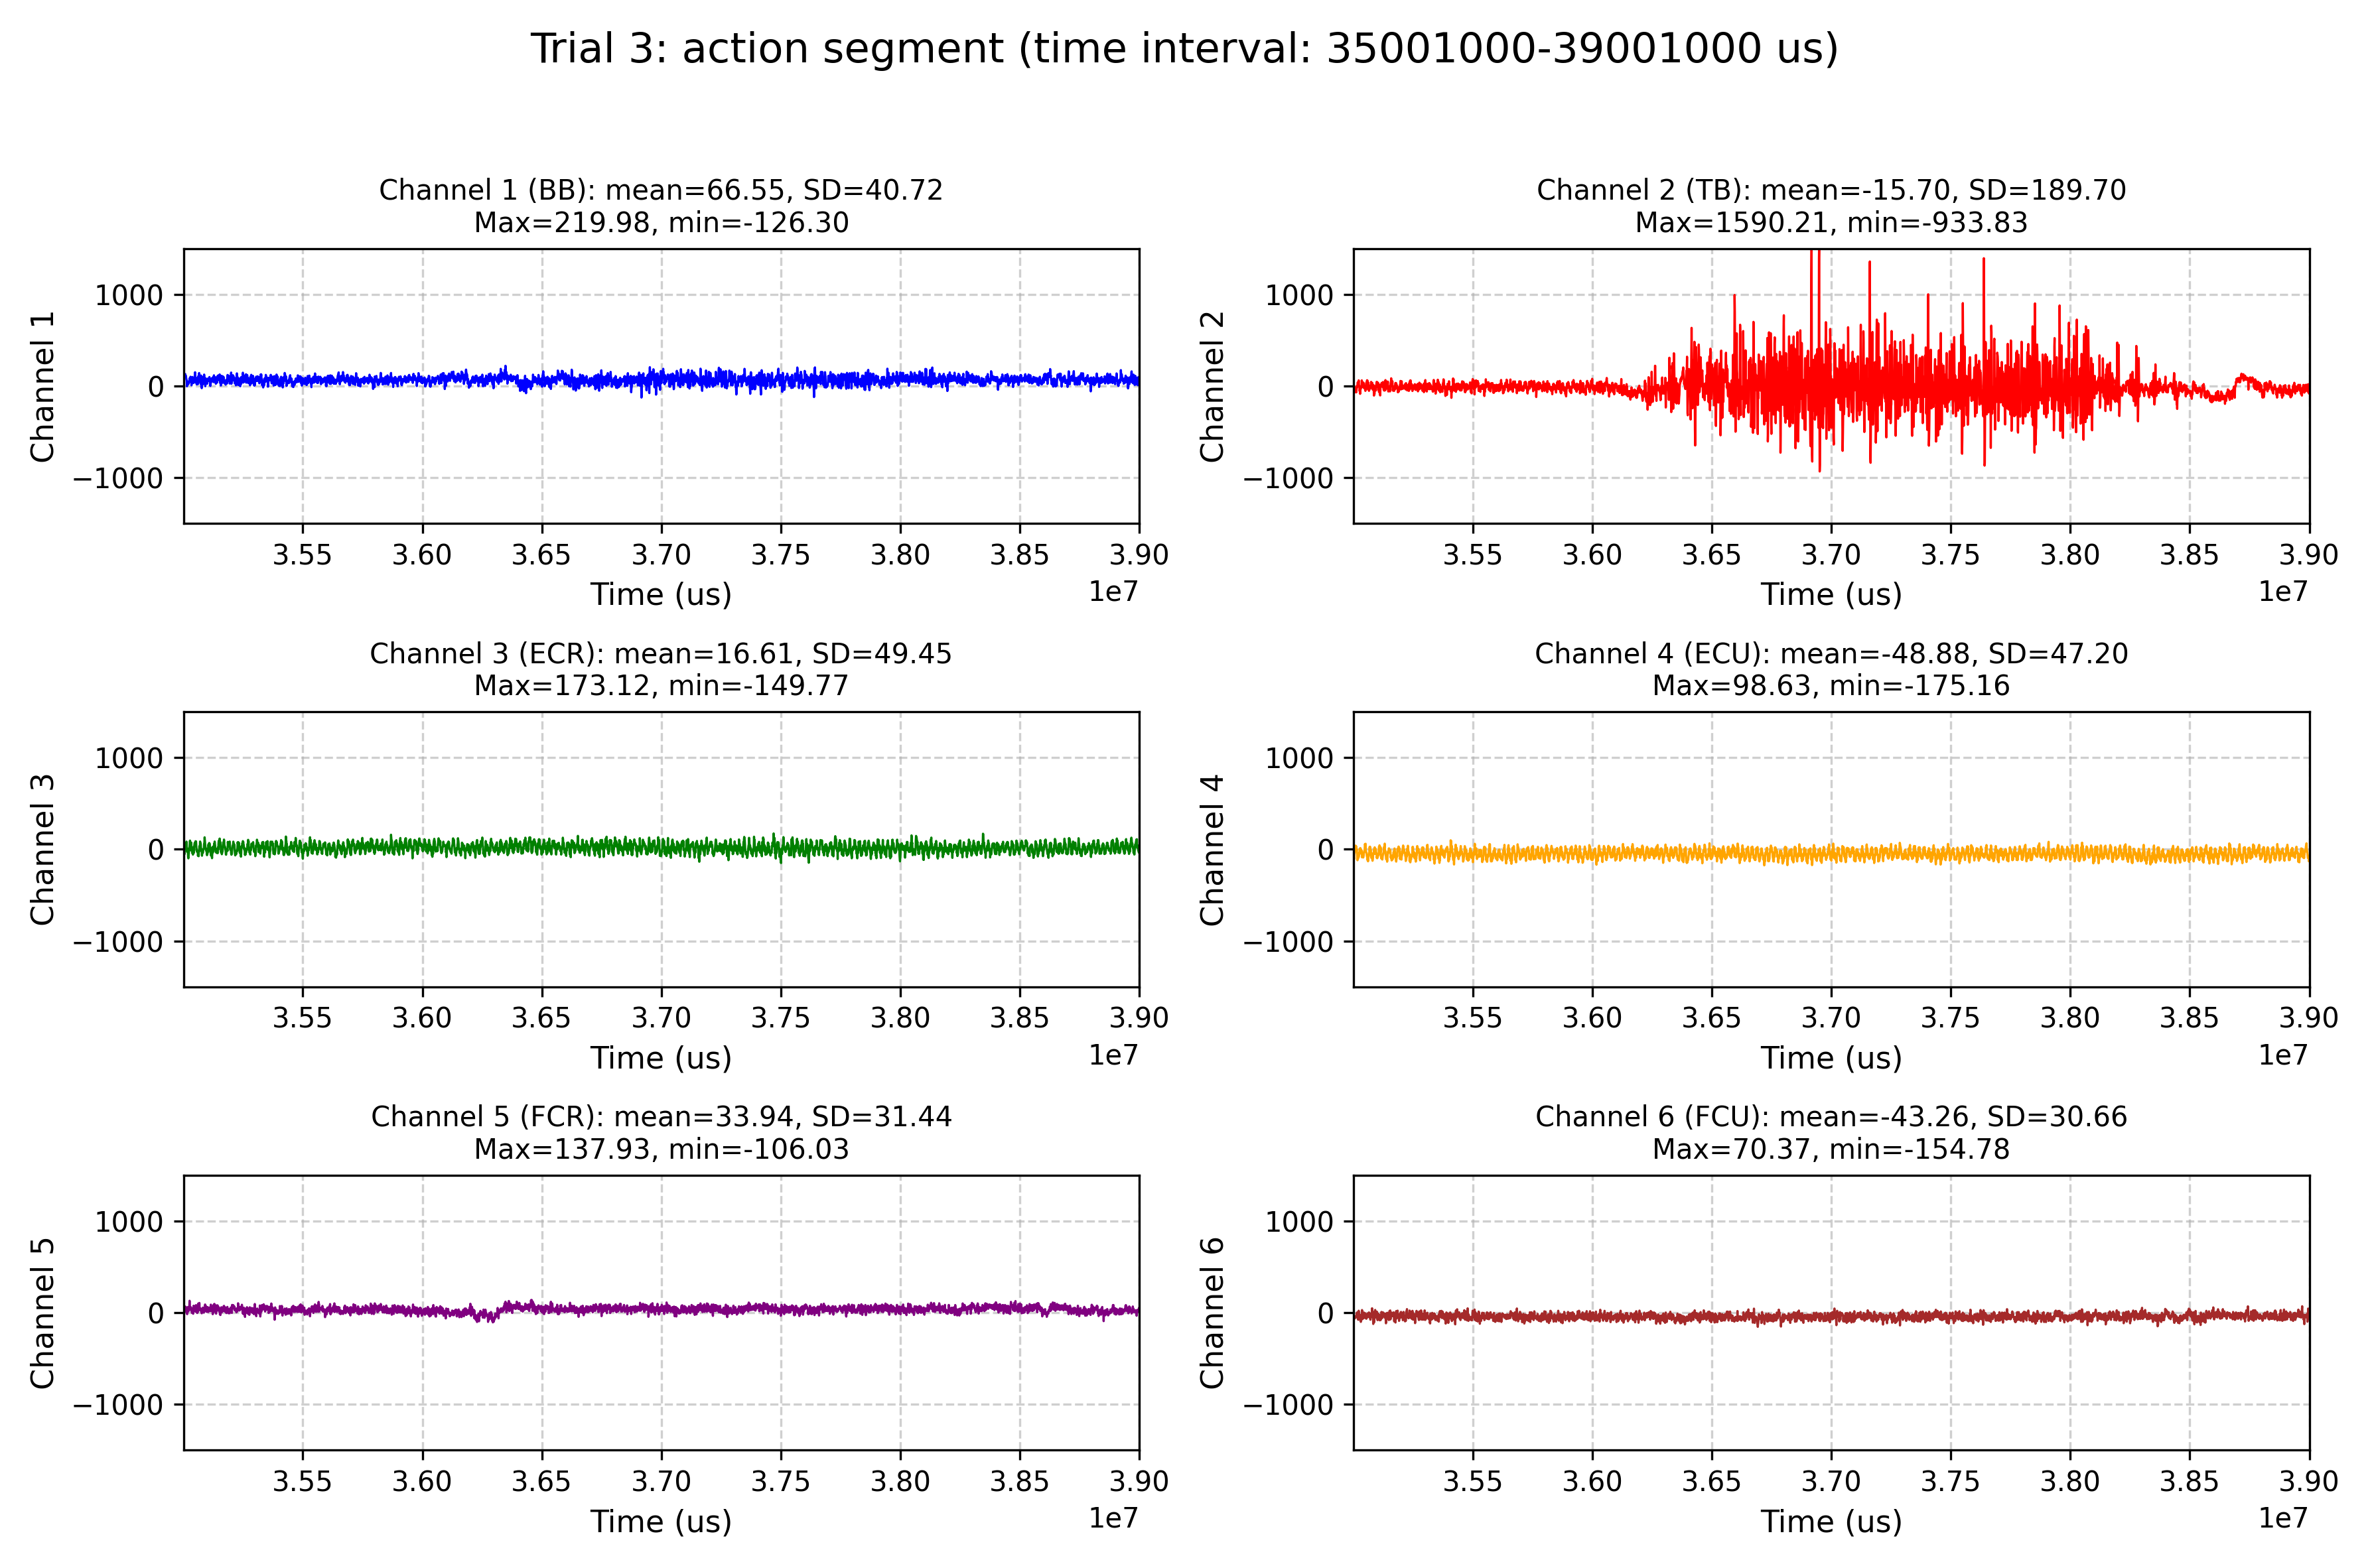 Trial 3: action segment (time interval: 35001000-39001000 us)
Channel 1 (BB): mean=66.55, SD=40.72
Max=219.98, min=-126.30
Channel 1
1000
0
−1000
3.55 3.60 3.65 3.70 3.75 3.80 3.85 3.90
Time (us)
1e7
Channel 2 (TB): mean=-15.70, SD=189.70
Max=1590.21, min=-933.83
Channel 2
1000
0
−1000
3.55 3.60 3.65 3.70 3.75 3.80 3.85 3.90
Time (us)
1e7
Channel 3 (ECR): mean=16.61, SD=49.45
Max=173.12, min=-149.77
Channel 3
1000
0
−1000
3.55 3.60 3.65 3.70 3.75 3.80 3.85 3.90
Time (us)
1e7
Channel 4 (ECU): mean=-48.88, SD=47.20
Max=98.63, min=-175.16
Channel 4
1000
0
−1000
3.55 3.60 3.65 3.70 3.75 3.80 3.85 3.90
Time (us)
1e7
Channel 5 (FCR): mean=33.94, SD=31.44
Max=137.93, min=-106.03
Channel 5
1000
0
−1000
3.55 3.60 3.65 3.70 3.75 3.80 3.85 3.90
Time (us)
1e7
Channel 6 (FCU): mean=-43.26, SD=30.66
Max=70.37, min=-154.78
Channel 6
1000
0
−1000
3.55 3.60 3.65 3.70 3.75 3.80 3.85 3.90
Time (us)
1e7